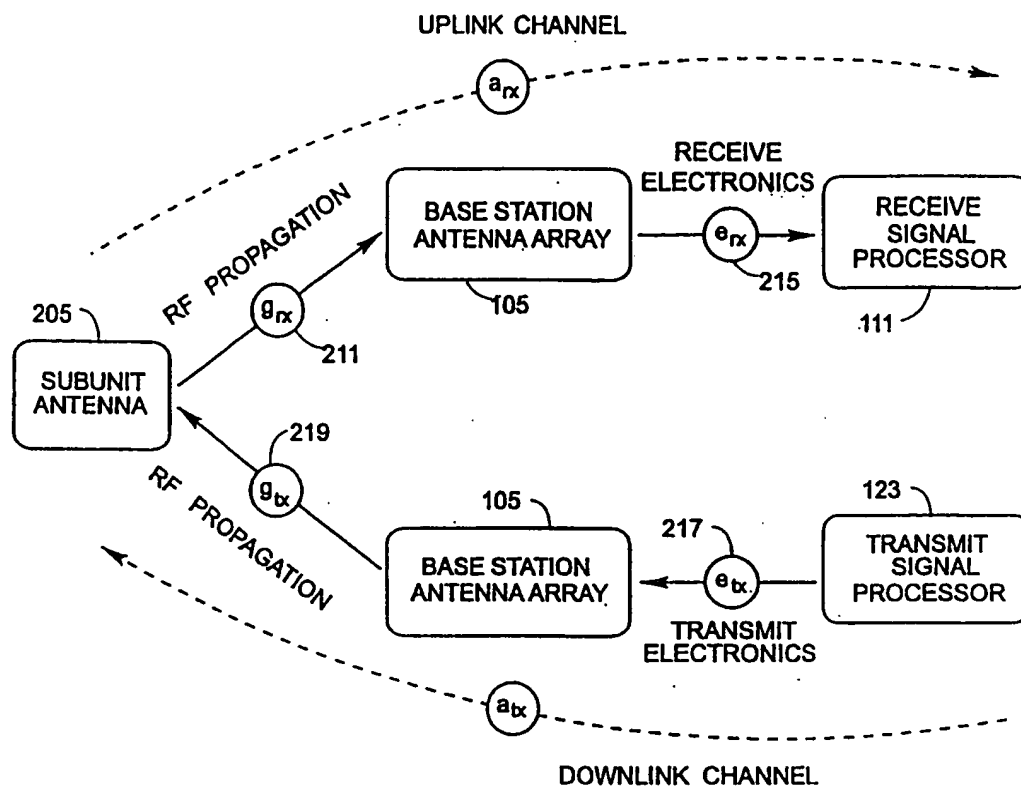 UPLINK CHANNEL
a_rx
RF PROPAGATION
g_rx
211
BASE STATION
ANTENNA ARRAY
105
RECEIVE
ELECTRONICS
e_rx
215
RECEIVE
SIGNAL
PROCESSOR
111
205
SUBUNIT
ANTENNA
219
g_tx
RF PROPAGATION
105
BASE STATION
ANTENNA ARRAY
217
e_tx
TRANSMIT
ELECTRONICS
123
TRANSMIT
SIGNAL
PROCESSOR
a_tx
DOWNLINK CHANNEL